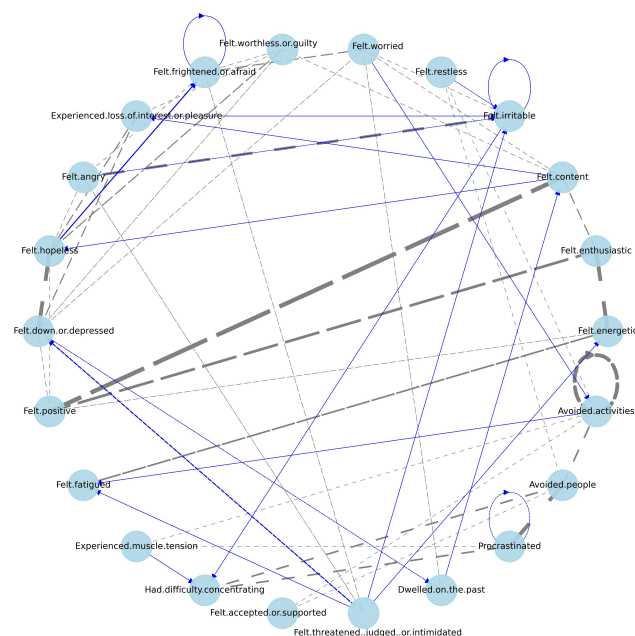 Felt.worthless.or.guilty
Felt.worried
Felt.frightened.or.afraid
Felt.restless
Experienced.loss.of.interest.or.pleasure
Felt.irritable
Felt.angry
Felt.content
Felt.hopeless
Felt.enthusiastic
Felt.down.or.depressed
Felt.energetic
Felt.positive
Avoided.activities
Felt.fatigued
Avoided.people
Experienced.muscle.tension
Procrastinated
Had.difficulty.concentrating
Dwelled.on.the.past
Felt.accepted.or.supported
Felt.threatened..judged..or.intimidated